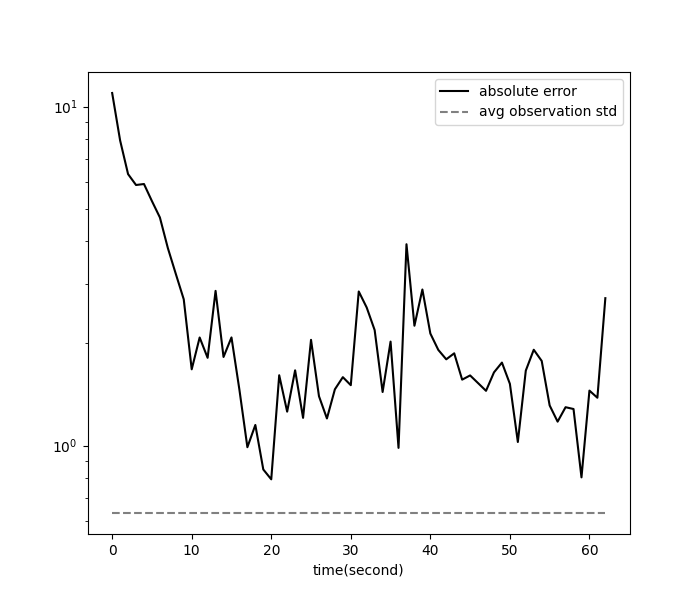 absolute error
avg observation std
10¹
10⁰
0 10 20 30 40 50 60
time(second)